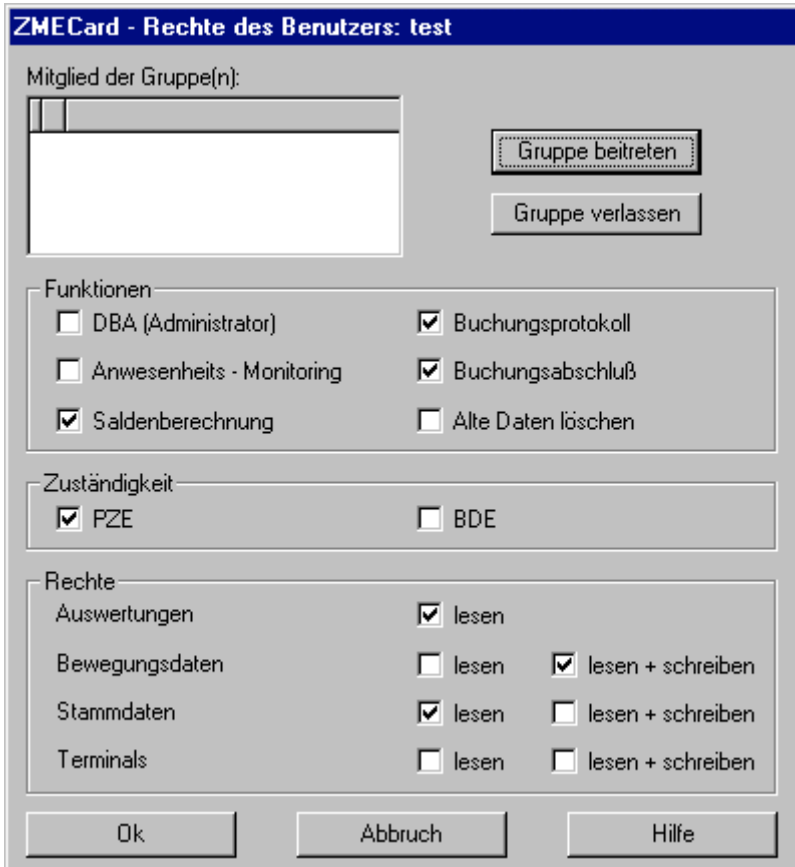 ZMECard - Rechte des Benutzers: test
Mitglied der Gruppe(n):
Gruppe beitreten
Gruppe verlassen
Funktionen
DBA (Administrator) Buchungsprotokoll
Anwesenheits - Monitoring Buchungsabschluß
Saldenberechnung Alte Daten löschen
Zuständigkeit
PZE BDE
Rechte
Auswertungen lesen
Bewegungsdaten lesen lesen + schreiben
Stammdaten lesen lesen + schreiben
Terminals lesen lesen + schreiben
Ok Abbruch Hilfe